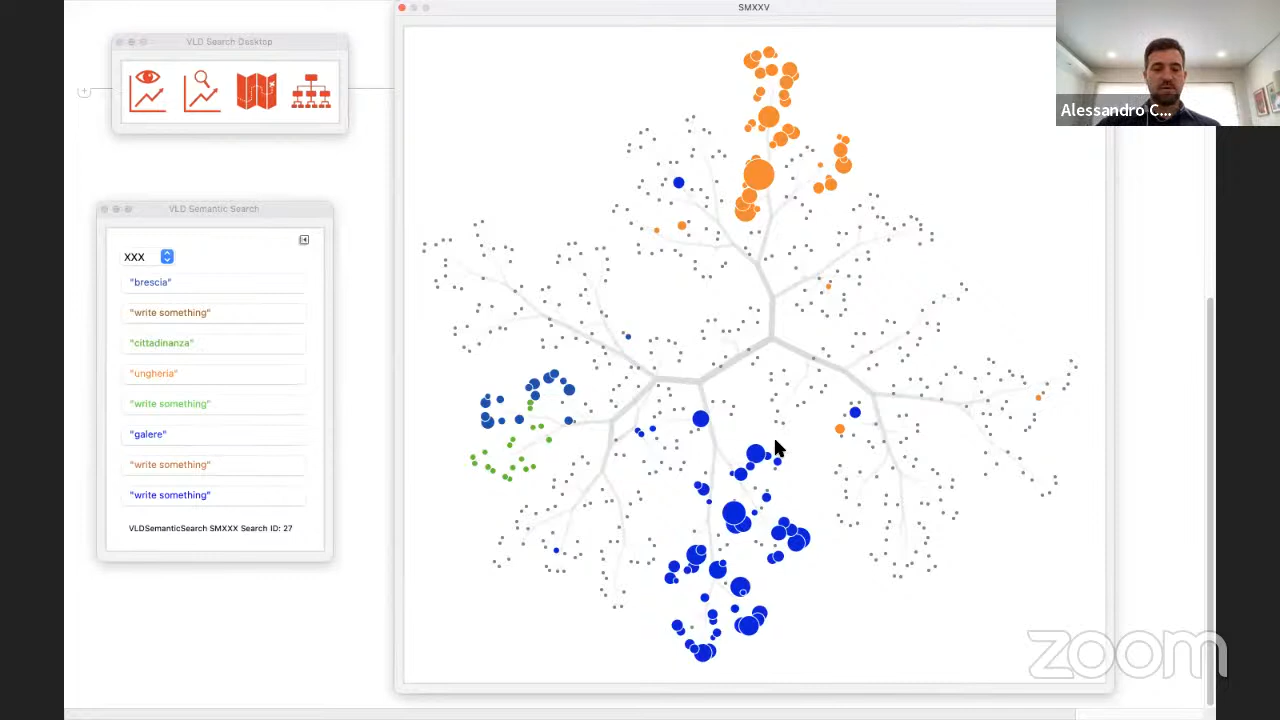 SMXXV
VLD Search Desktop
Alessandro C...
VLD Semantic Search
XXX
"brescia"
"write something"
"cittadinanza"
"ungheria"
"write something"
"galere"
"write something"
"write something"
VLDSemanticSearch SMXXX Search ID: 27
zoom